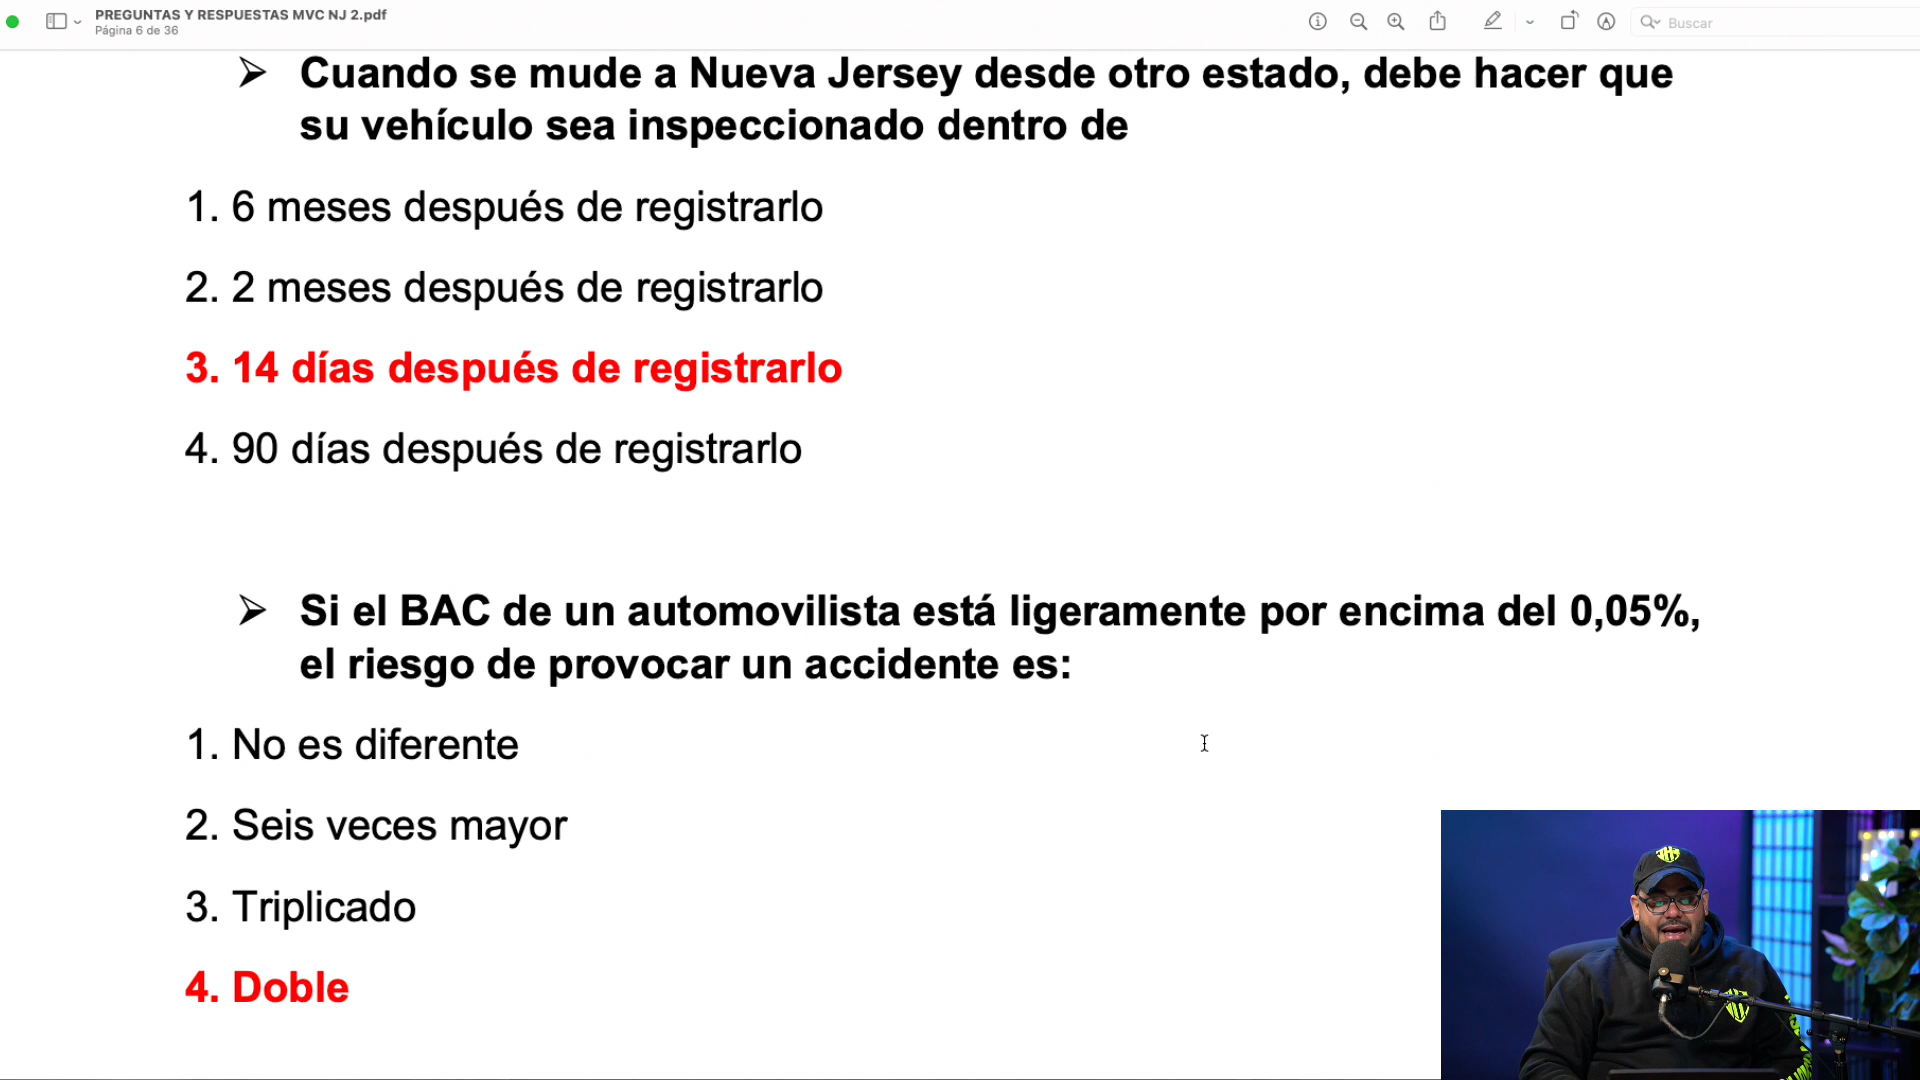 PREGUNTAS Y RESPUESTAS MVC NJ 2.pdf
Página 6 de 36
Buscar
➢ Cuando se mude a Nueva Jersey desde otro estado, debe hacer que
su vehículo sea inspeccionado dentro de
1. 6 meses después de registrarlo
2. 2 meses después de registrarlo
3. 14 días después de registrarlo
4. 90 días después de registrarlo
➢ Si el BAC de un automovilista está ligeramente por encima del 0,05%,
el riesgo de provocar un accidente es:
1. No es diferente
2. Seis veces mayor
3. Triplicado
4. Doble